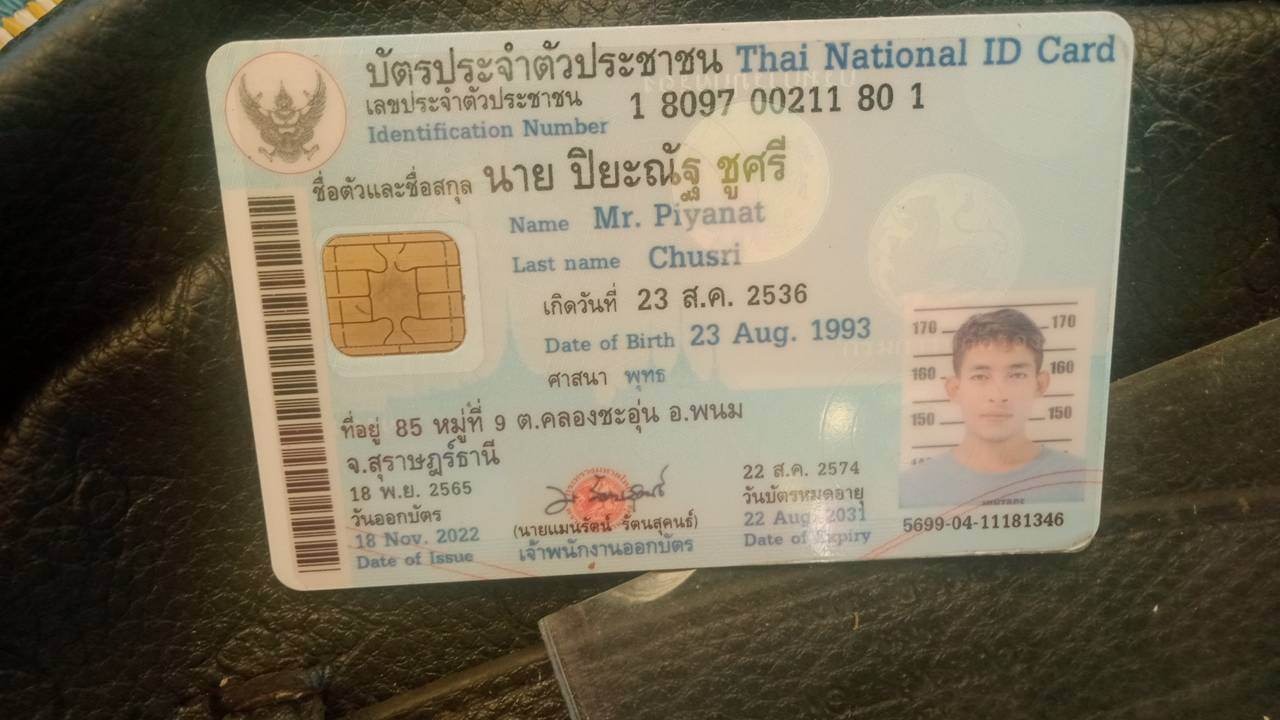 บัตรประจำตัวประชาชน Thai National ID Card
เลขประจำตัวประชาชน 1 8097 00211 80 1
Identification Number
ชื่อตัวและชื่อสกุล นาย ปิยะณัฐ ชูศรี
Name Mr. Piyanat
Last name Chusri
เกิดวันที่ 23 ส.ค. 2536
Date of Birth 23 Aug. 1993
ศาสนา พุทธ
ที่อยู่ 85 หมู่ที่ 9 ต.คลองชะอุ่น อ.พนม
จ.สุราษฎร์ธานี
18 พ.ย. 2565
วันออกบัตร
18 Nov. 2022
Date of Issue
(นายแมนรัตน์ รัตนสุคนธ์)
เจ้าพนักงานออกบัตร
22 ส.ค. 2574
วันบัตรหมดอายุ
22 Aug. 2031
Date of Expiry
170 170
160 160
150 150
5699-04-11181346